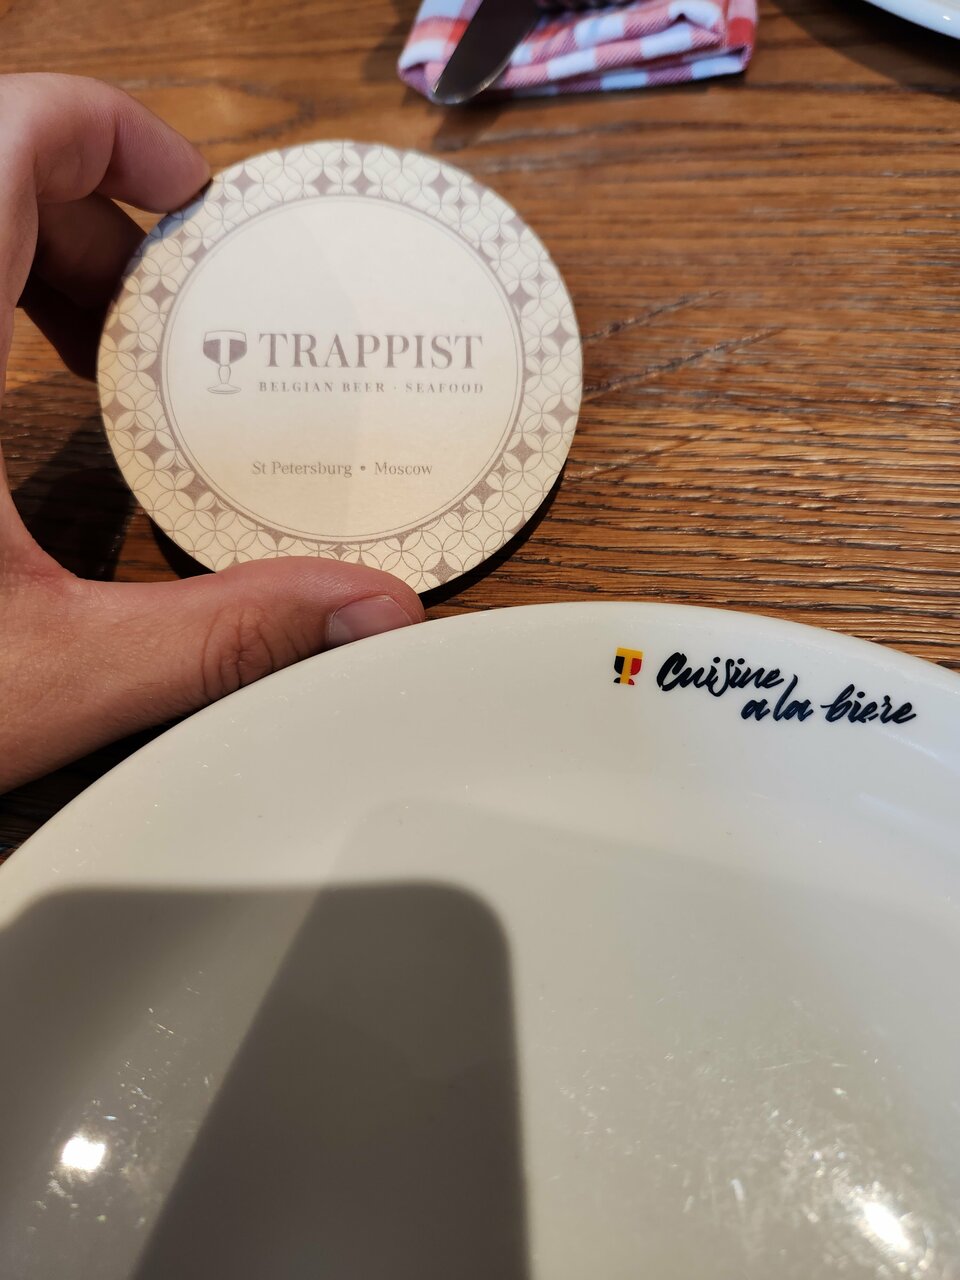 TRAPPIST
BELGIAN BEER · SEAFOOD
St Petersburg • Moscow
Cuisine
a la biere